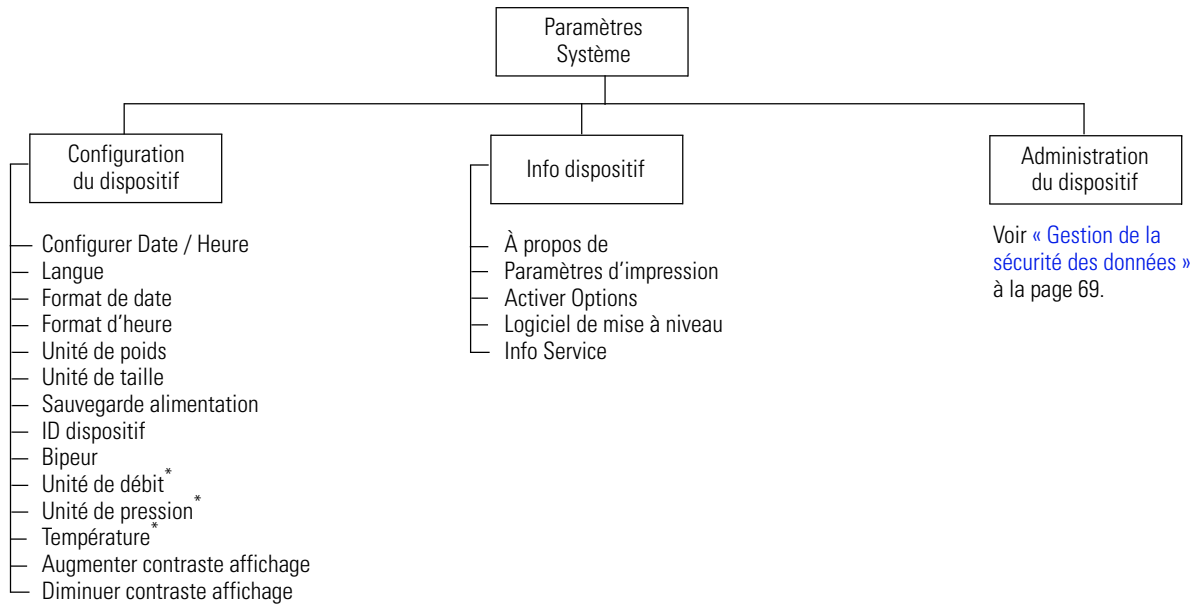 Paramètres
Système
Configuration
du dispositif
Configurer Date / Heure
Langue
Format de date
Format d'heure
Unité de poids
Unité de taille
Sauvegarde alimentation
ID dispositif
Bipeur
Unité de débit*
Unité de pression*
Température*
Augmenter contraste affichage
Diminuer contraste affichage
Info dispositif
À propos de
Paramètres d'impression
Activer Options
Logiciel de mise à niveau
Info Service
Administration
du dispositif
Voir « Gestion de la
sécurité des données »
à la page 69.